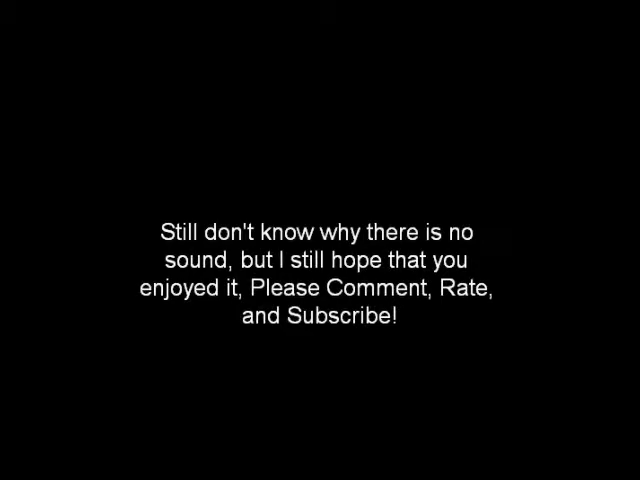 Still don't know why there is no
sound, but I still hope that you
enjoyed it, Please Comment, Rate,
and Subscribe!